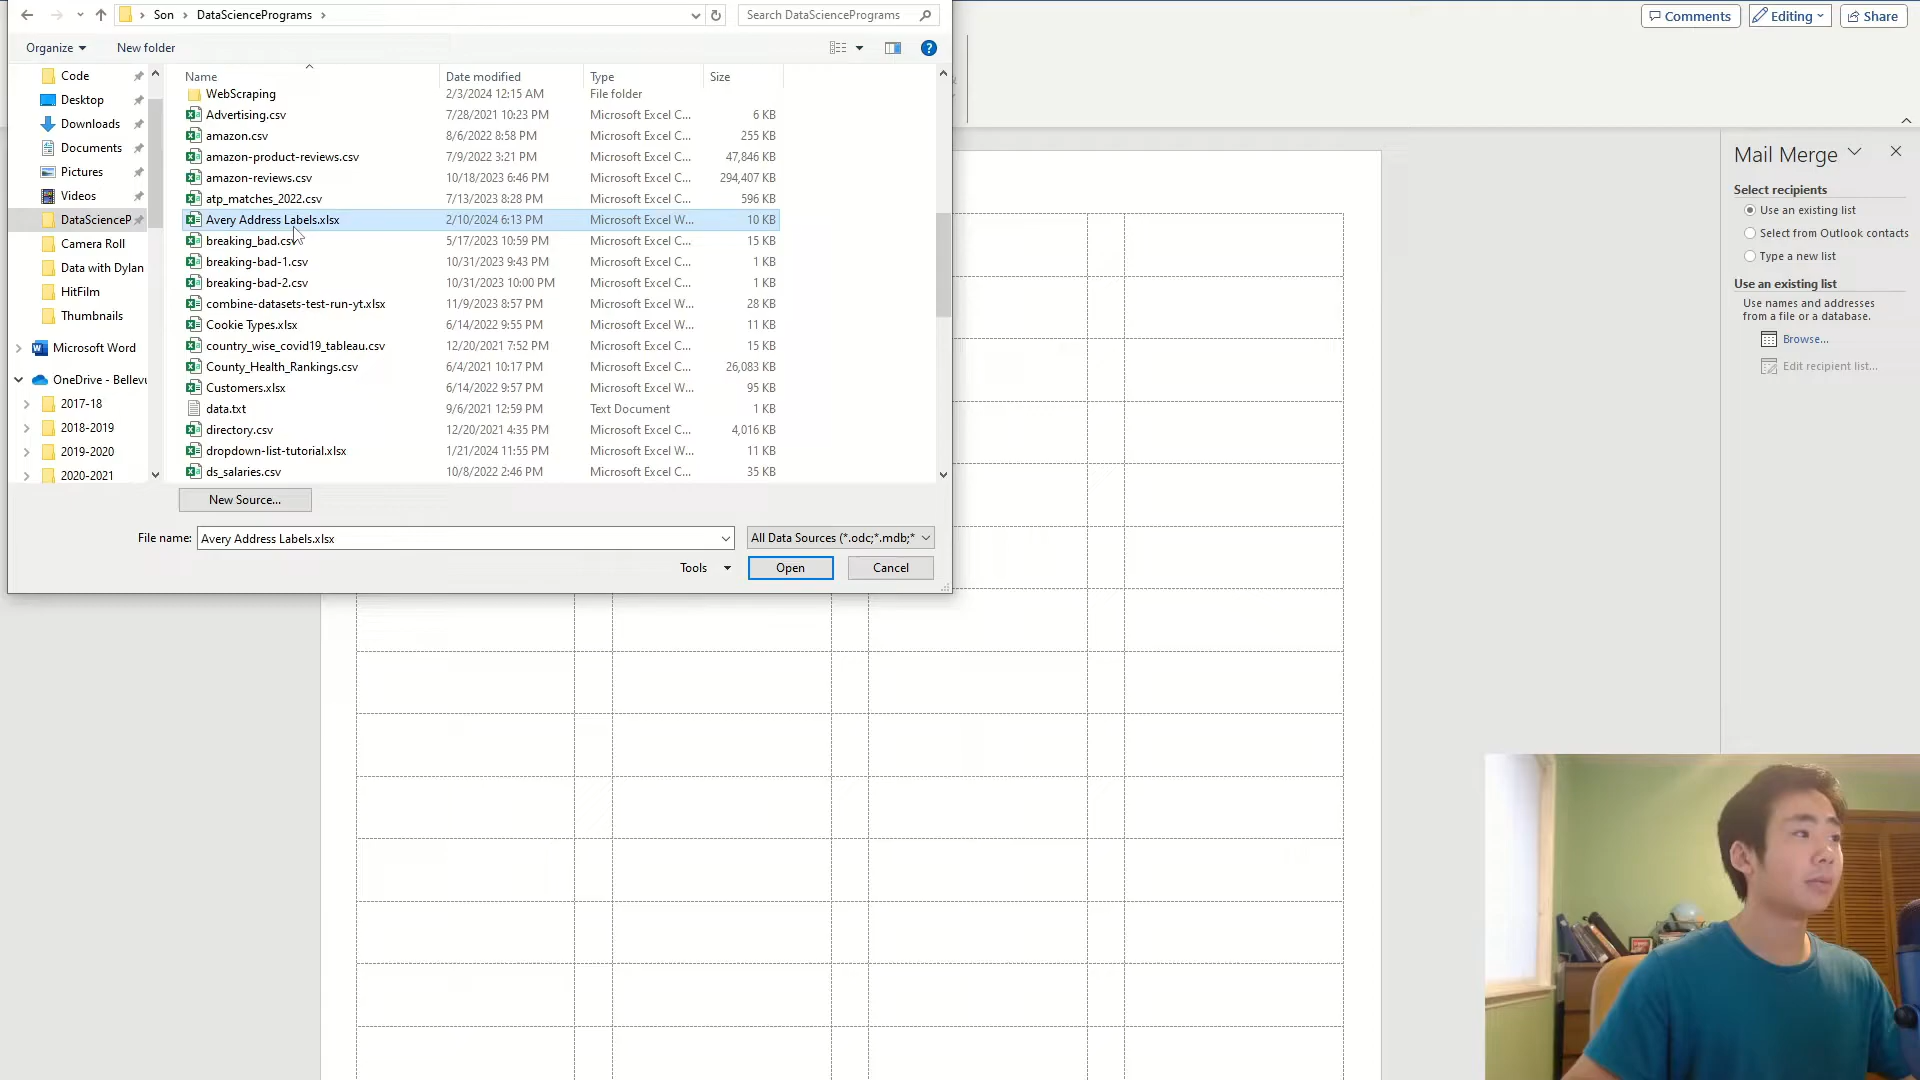 Son > DataSciencePrograms >
Search DataSciencePrograms
Comments
Editing
Share
Organize
New folder
?
Name
Date modified
Type
Size
Code
Desktop
Downloads
Documents
Pictures
Videos
DataScienceP
Camera Roll
Data with Dylan
HitFilm
Thumbnails
Microsoft Word
OneDrive - Bellevu
2017-18
2018-2019
2019-2020
2020-2021
WebScraping 2/3/2024 12:15 AM File folder
Advertising.csv 7/28/2021 10:23 PM Microsoft Excel C... 6 KB
amazon.csv 8/6/2022 8:58 PM Microsoft Excel C... 255 KB
amazon-product-reviews.csv 7/9/2022 3:21 PM Microsoft Excel C... 47,846 KB
amazon-reviews.csv 10/18/2023 6:46 PM Microsoft Excel C... 294,407 KB
atp_matches_2022.csv 7/13/2023 8:28 PM Microsoft Excel C... 596 KB
Avery Address Labels.xlsx 2/10/2024 6:13 PM Microsoft Excel W... 10 KB
breaking_bad.csv 5/17/2023 10:59 PM Microsoft Excel C... 15 KB
breaking-bad-1.csv 10/31/2023 9:43 PM Microsoft Excel C... 1 KB
breaking-bad-2.csv 10/31/2023 10:00 PM Microsoft Excel C... 1 KB
combine-datasets-test-run-yt.xlsx 11/9/2023 8:57 PM Microsoft Excel W... 28 KB
Cookie Types.xlsx 6/14/2022 9:55 PM Microsoft Excel W... 11 KB
country_wise_covid19_tableau.csv 12/20/2021 7:52 PM Microsoft Excel C... 15 KB
County_Health_Rankings.csv 6/4/2021 10:17 PM Microsoft Excel C... 26,083 KB
Customers.xlsx 6/14/2022 9:57 PM Microsoft Excel W... 95 KB
data.txt 9/6/2021 12:59 PM Text Document 1 KB
directory.csv 12/20/2021 4:35 PM Microsoft Excel C... 4,016 KB
dropdown-list-tutorial.xlsx 1/21/2024 11:55 PM Microsoft Excel W... 11 KB
ds_salaries.csv 10/8/2022 2:46 PM Microsoft Excel C... 35 KB
New Source...
File name: Avery Address Labels.xlsx
All Data Sources (*.odc;*.mdb;*
Tools
Open
Cancel
Mail Merge
Select recipients
Use an existing list
Select from Outlook contacts
Type a new list
Use an existing list
Use names and addresses
from a file or a database.
Browse...
Edit recipient list...